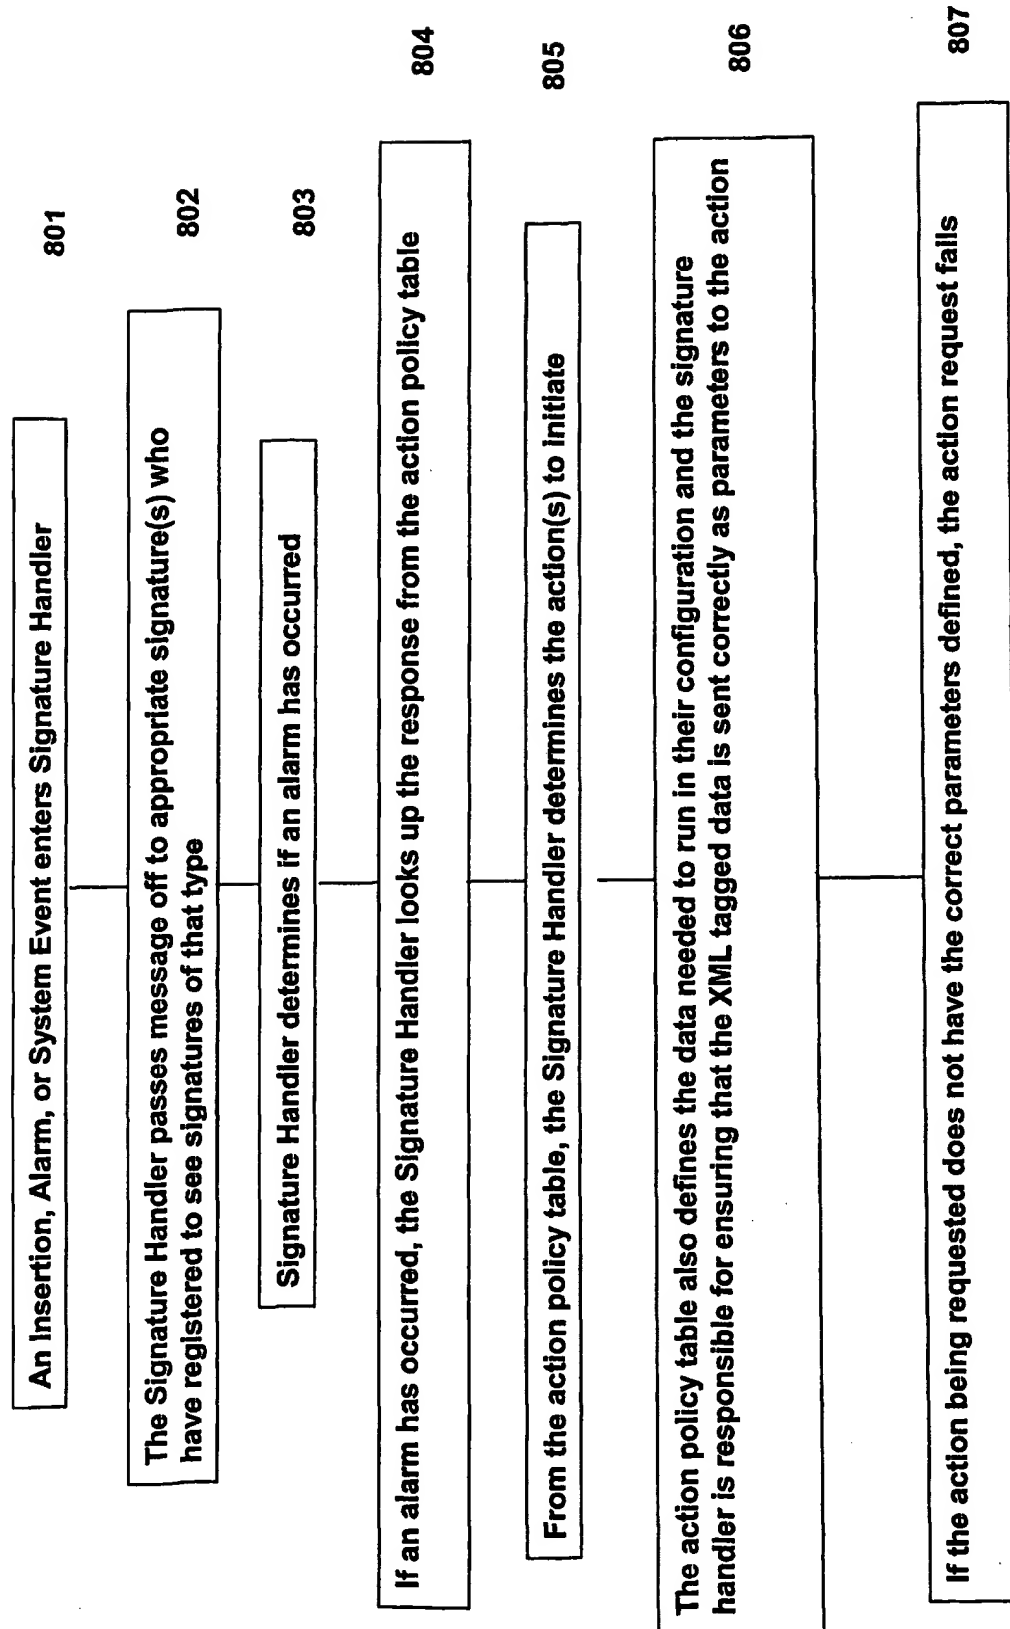 801
An Insertion, Alarm, or System Event enters Signature Handler
802
The Signature Handler passes message off to appropriate signature(s) who
have registered to see signatures of that type
803
Signature Handler determines if an alarm has occurred
804
If an alarm has occurred, the Signature Handler looks up the response from the action policy table
805
From the action policy table, the Signature Handler determines the action(s) to initiate
806
The action policy table also defines the data needed to run in their configuration and the signature
handler is responsible for ensuring that the XML tagged data is sent correctly as parameters to the action
807
If the action being requested does not have the correct parameters defined, the action request fails